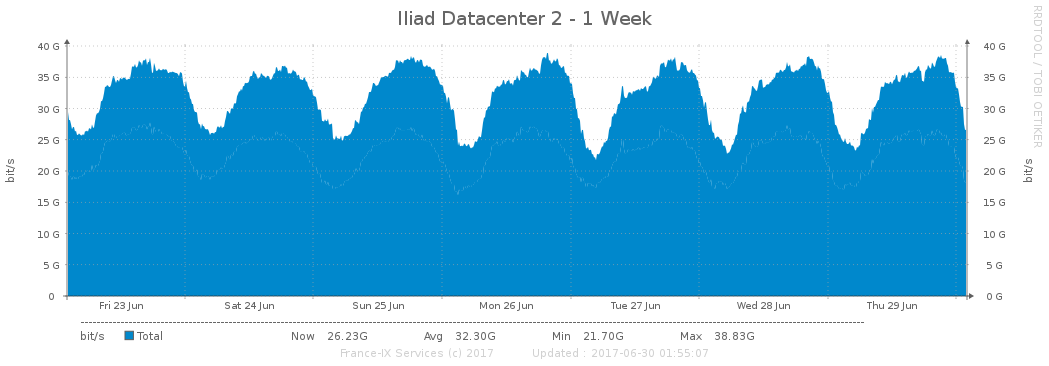 Iliad Datacenter 2 - 1 Week
RRDTOOL / TOBI OETIKER
40 G 40 G
35 G 35 G
30 G 30 G
25 G 25 G
20 G 20 G
15 G 15 G
10 G 10 G
5 G 5 G
0 0 G
bit/s bit/s
Fri 23 Jun Sat 24 Jun Sun 25 Jun Mon 26 Jun Tue 27 Jun Wed 28 Jun Thu 29 Jun
bit/s Total Now 26.23G Avg 32.30G Min 21.70G Max 38.83G
France-IX Services (c) 2017 Updated : 2017-06-30 01:55:07